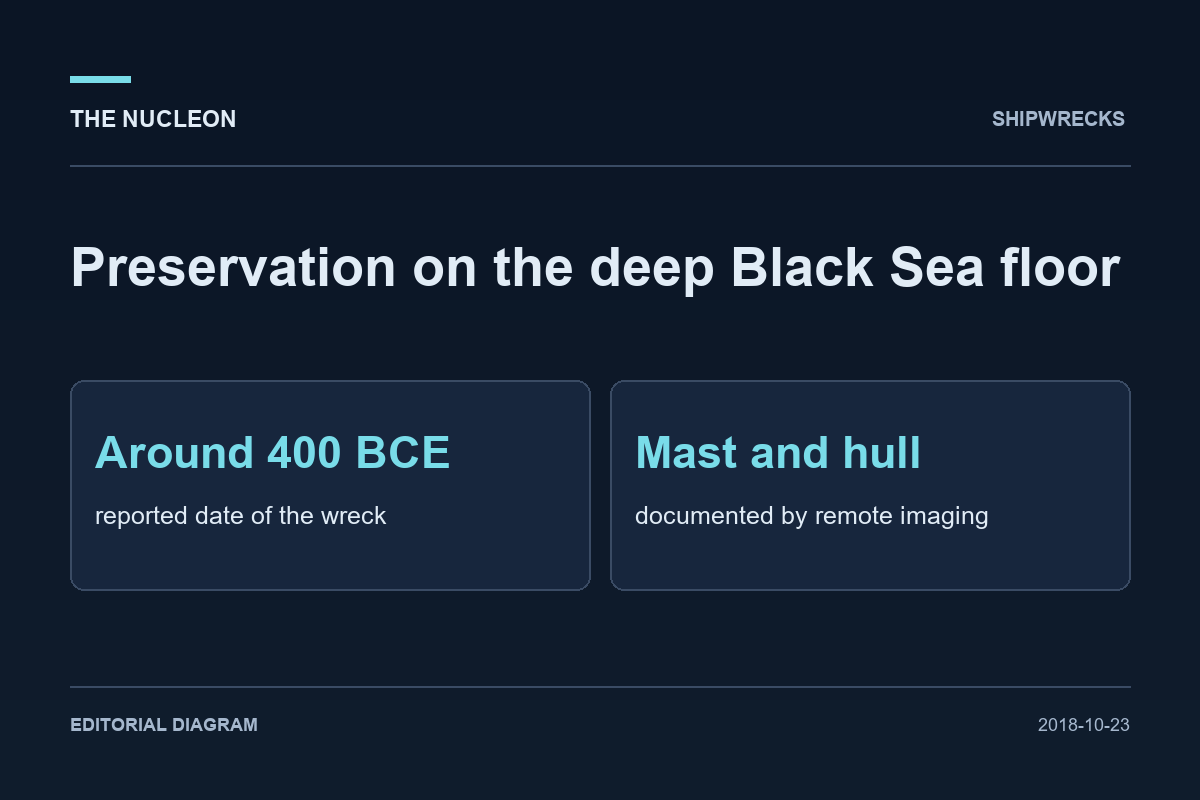 THE NUCLEON
SHIPWRECKS
Preservation on the deep Black Sea floor
Around 400 BCE
reported date of the wreck
Mast and hull
documented by remote imaging
EDITORIAL DIAGRAM
2018-10-23